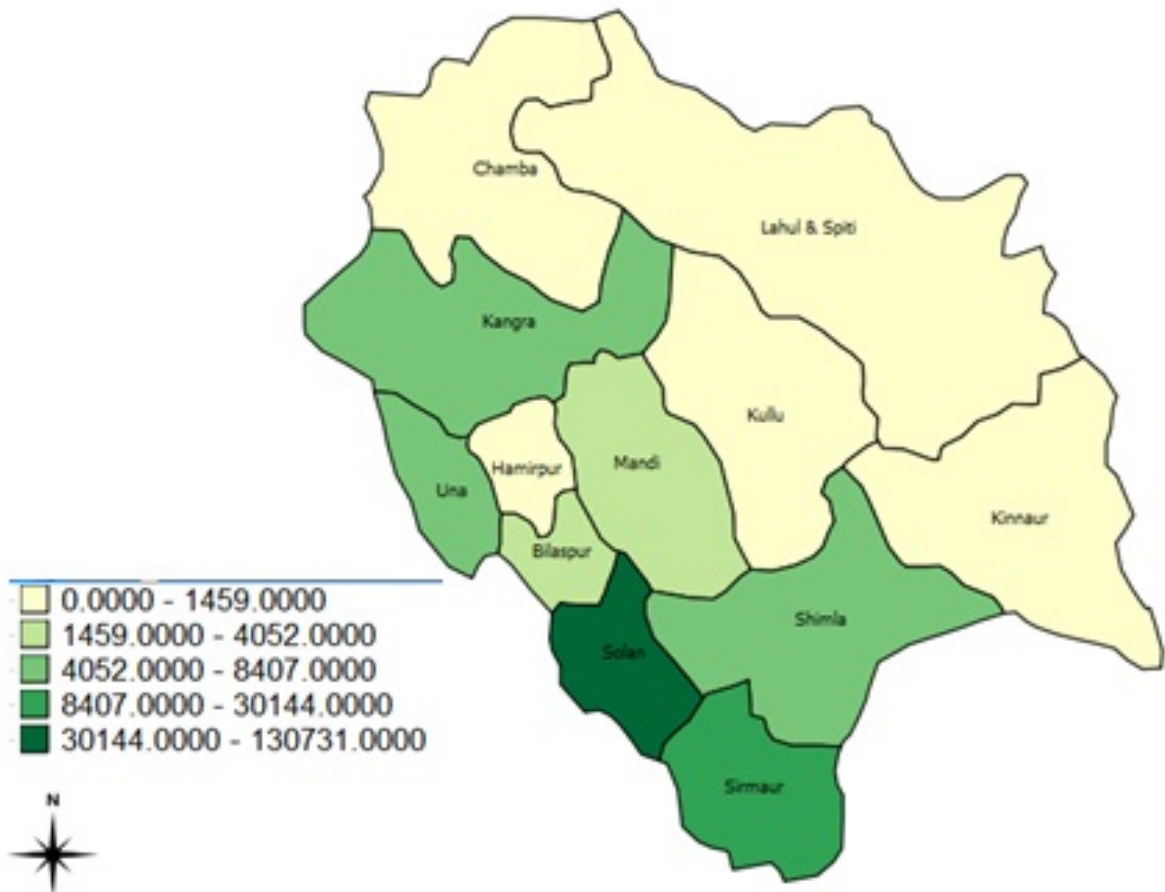 Chamba
Lahul & Spiti
Kangra
Kullu
Hamirpur
Mandi
Una
Kinnaur
Bilaspur
Shimla
Solan
Sirmaur
0.0000 - 1459.0000
1459.0000 - 4052.0000
4052.0000 - 8407.0000
8407.0000 - 30144.0000
30144.0000 - 130731.0000
N